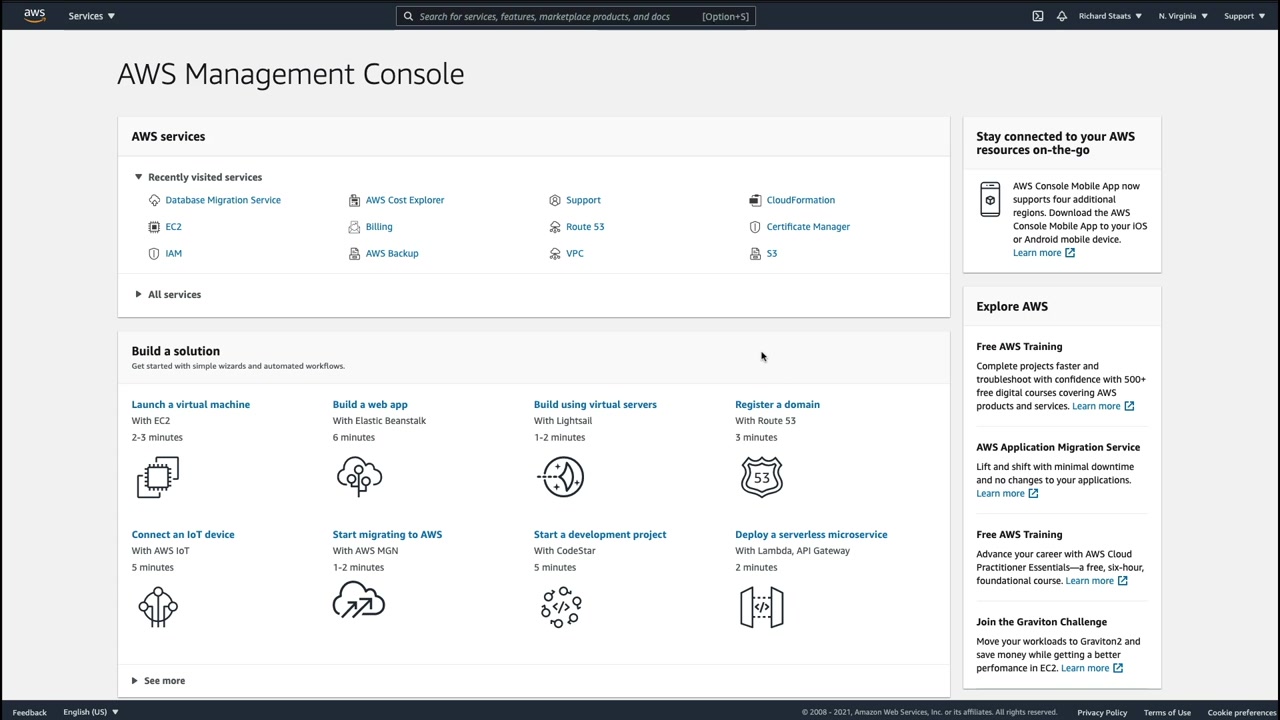 aws Services Search for services, features, marketplace products, and docs [Option+S] Richard Staats N. Virginia Support
AWS Management Console
AWS services
Recently visited services
Database Migration Service AWS Cost Explorer Support CloudFormation
EC2 Billing Route 53 Certificate Manager
IAM AWS Backup VPC S3
All services
Build a solution
Get started with simple wizards and automated workflows.
Launch a virtual machine Build a web app Build using virtual servers Register a domain
With EC2 With Elastic Beanstalk With Lightsail With Route 53
2-3 minutes 6 minutes 1-2 minutes 3 minutes
53
Connect an IoT device Start migrating to AWS Start a development project Deploy a serverless microservice
With AWS IoT With AWS MGN With CodeStar With Lambda, API Gateway
5 minutes 1-2 minutes 5 minutes 2 minutes
See more
Stay connected to your AWS
resources on-the-go
AWS Console Mobile App now
supports four additional
regions. Download the AWS
Console Mobile App to your iOS
or Android mobile device.
Learn more
Explore AWS
Free AWS Training
Complete projects faster and
troubleshoot with confidence with 500+
free digital courses covering AWS
products and services. Learn more
AWS Application Migration Service
Lift and shift with minimal downtime
and no changes to your applications.
Learn more
Free AWS Training
Advance your career with AWS Cloud
Practitioner Essentials—a free, six-hour,
foundational course. Learn more
Join the Graviton Challenge
Move your workloads to Graviton2 and
save money while getting a better
perfomance in EC2. Learn more
Feedback English (US) © 2008 - 2021, Amazon Web Services, Inc. or its affiliates. All rights reserved. Privacy Policy Terms of Use Cookie preferences